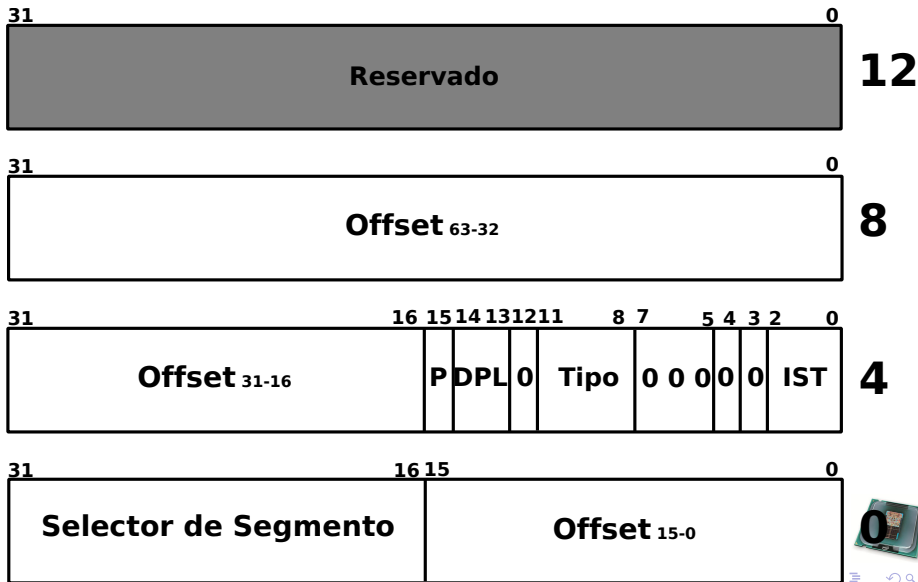 31 0
Reservado
12
31 0
Offset 63-32
8
31 16 15 14 13 12 11 8 7 5 4 3 2 0
Offset 31-16 P DPL 0 Tipo 0 0 0 0 0 IST
4
31 16 15 0
Selector de Segmento Offset 15-0
0